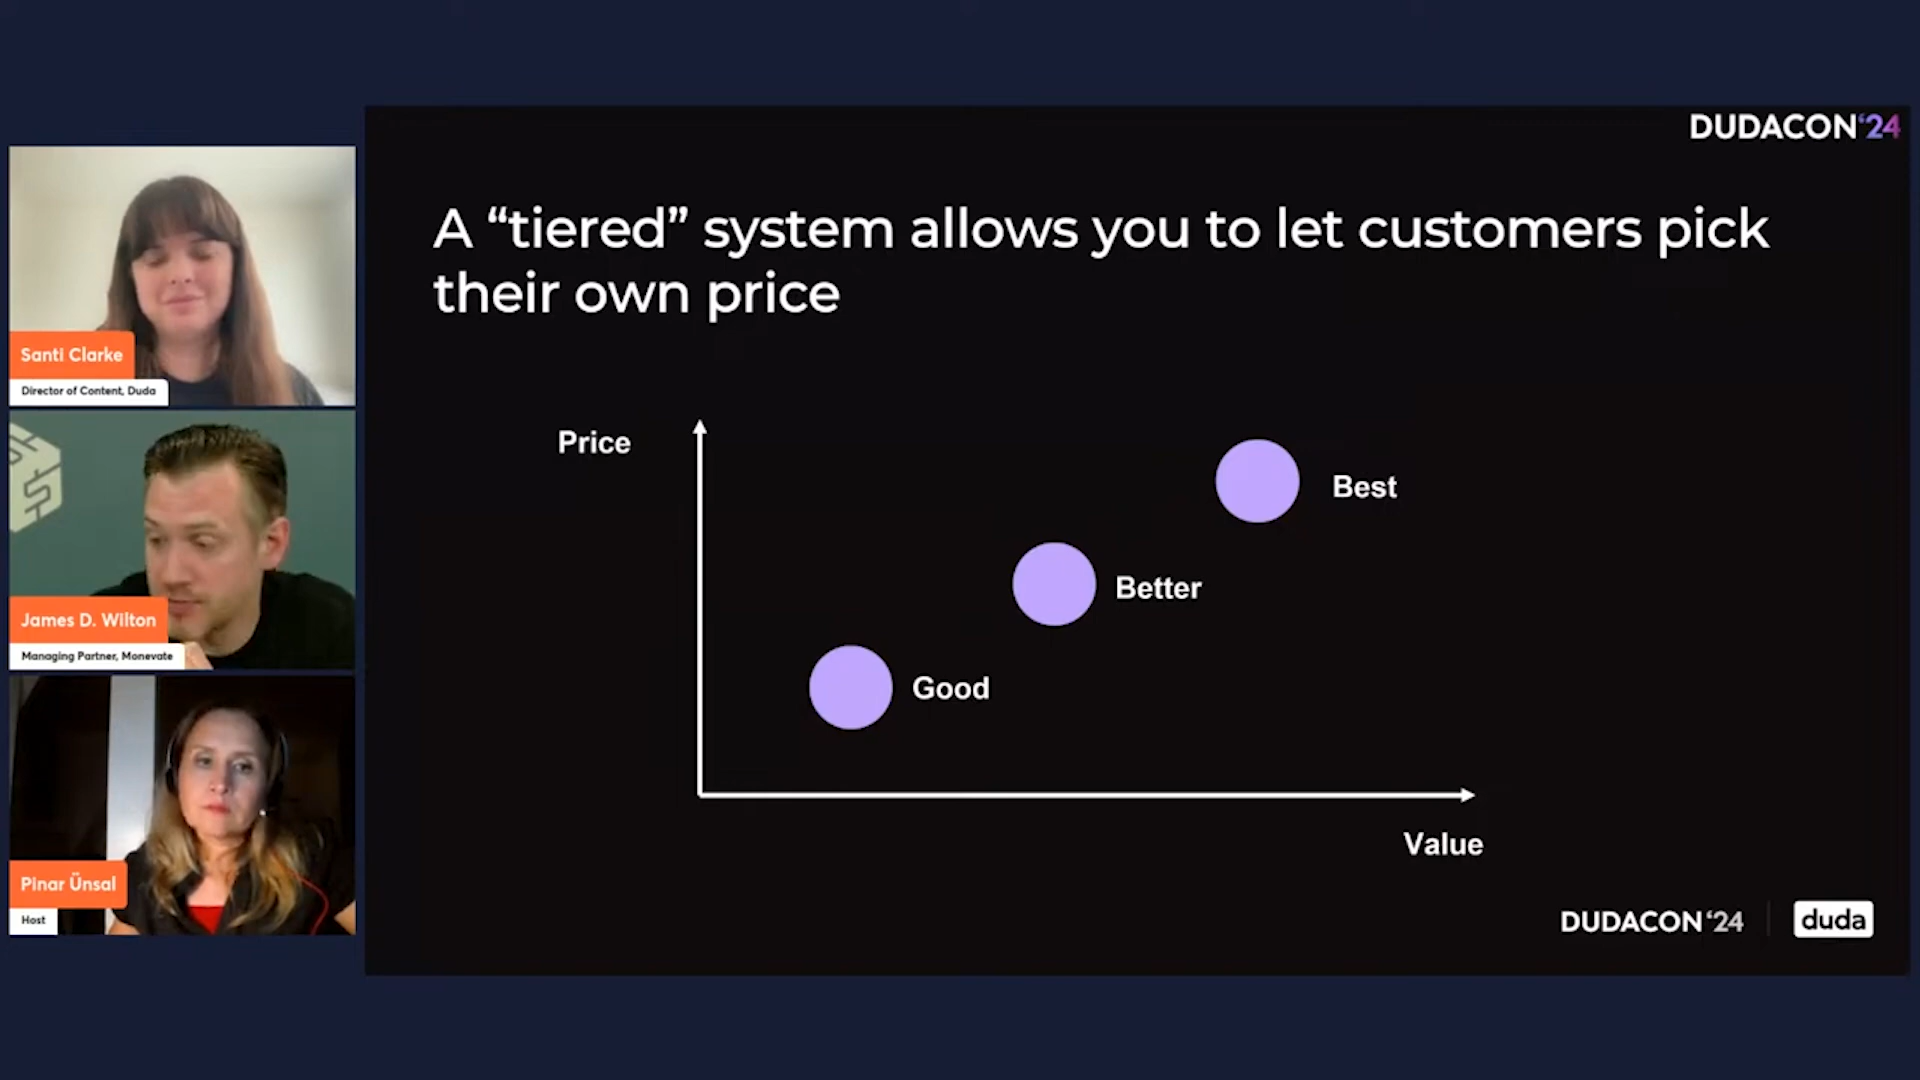 DUDACON‘24
A “tiered” system allows you to let customers pick
their own price
Santi Clarke
Director of Content, Duda
James D. Wilton
Managing Partner, Monevate
Pinar Ünsal
Host
Price
Best
Better
Good
Value
DUDACON‘24
duda